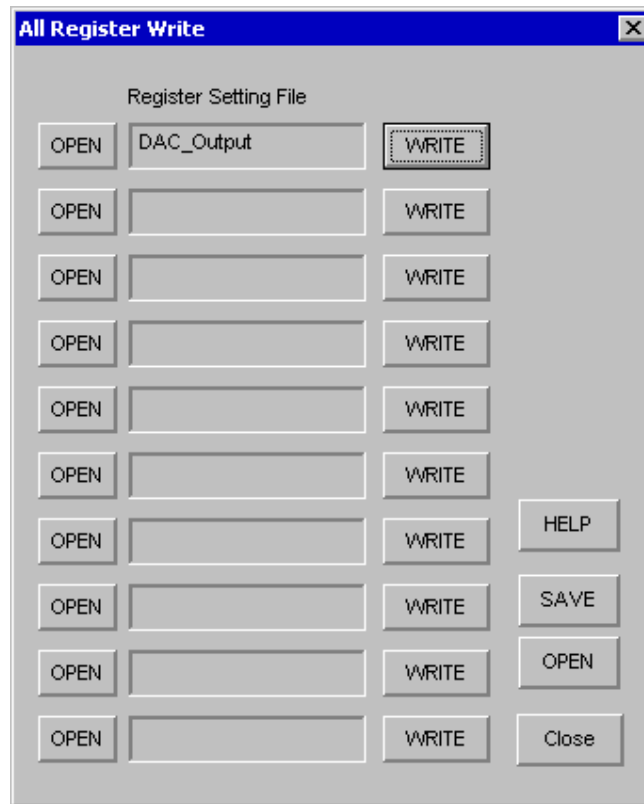 All Register Write
Register Setting File
OPEN DAC_Output WRITE
OPEN WRITE
OPEN WRITE
OPEN WRITE
OPEN WRITE
OPEN WRITE
OPEN WRITE HELP
OPEN WRITE SAVE
OPEN WRITE OPEN
OPEN WRITE Close